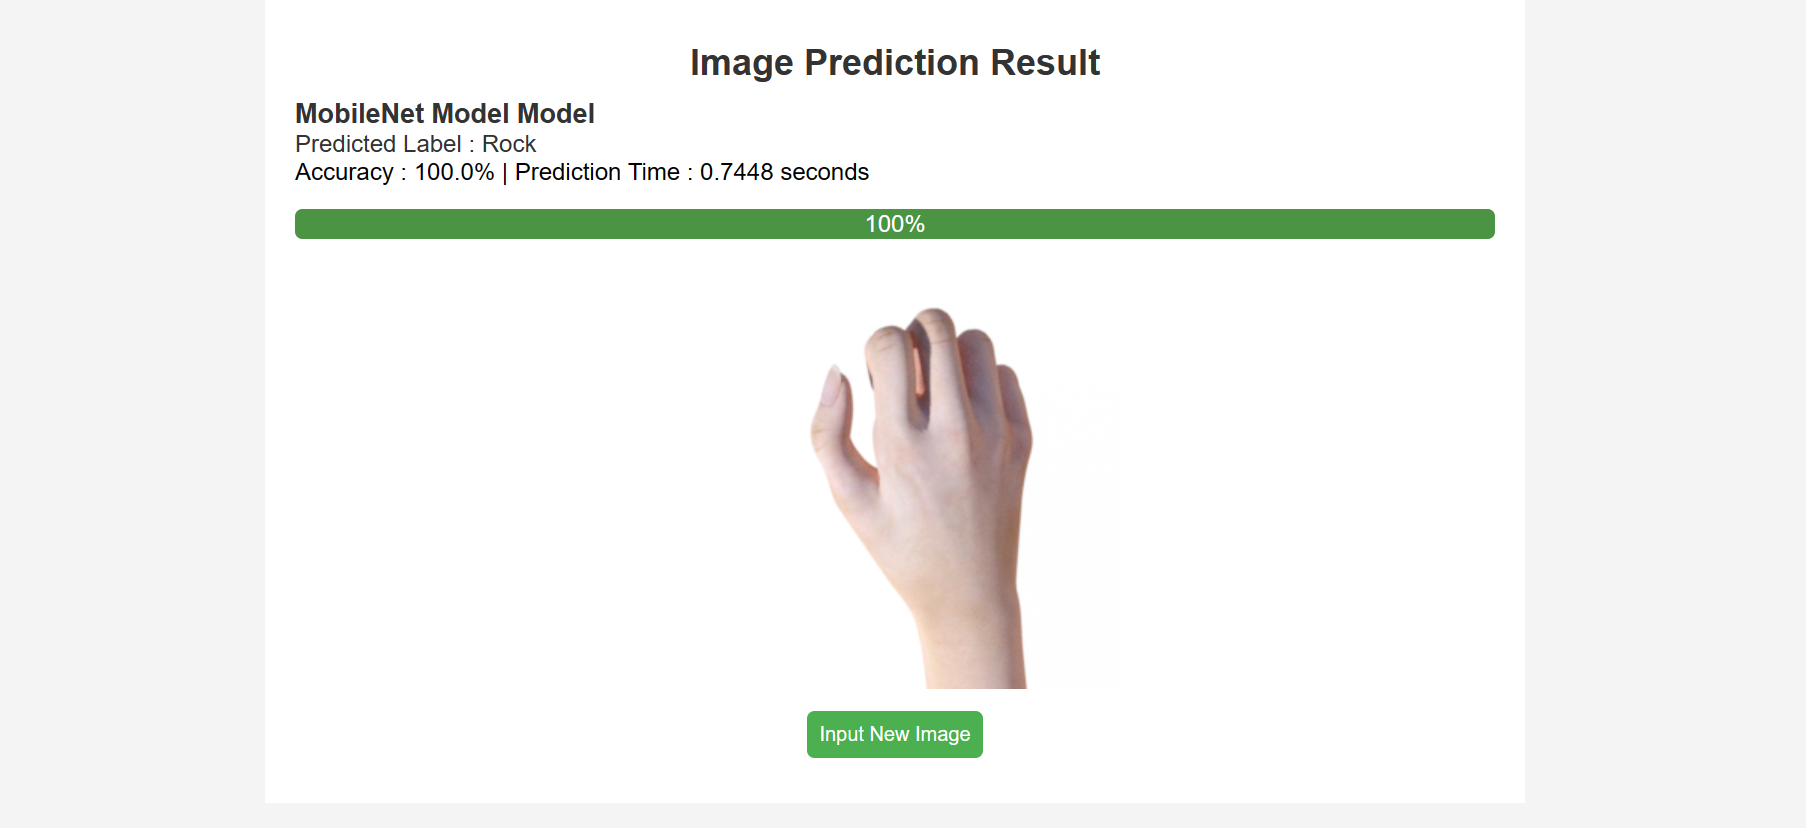 Image Prediction Result
MobileNet Model Model
Predicted Label : Rock
Accuracy : 100.0% | Prediction Time : 0.7448 seconds
100%
Input New Image